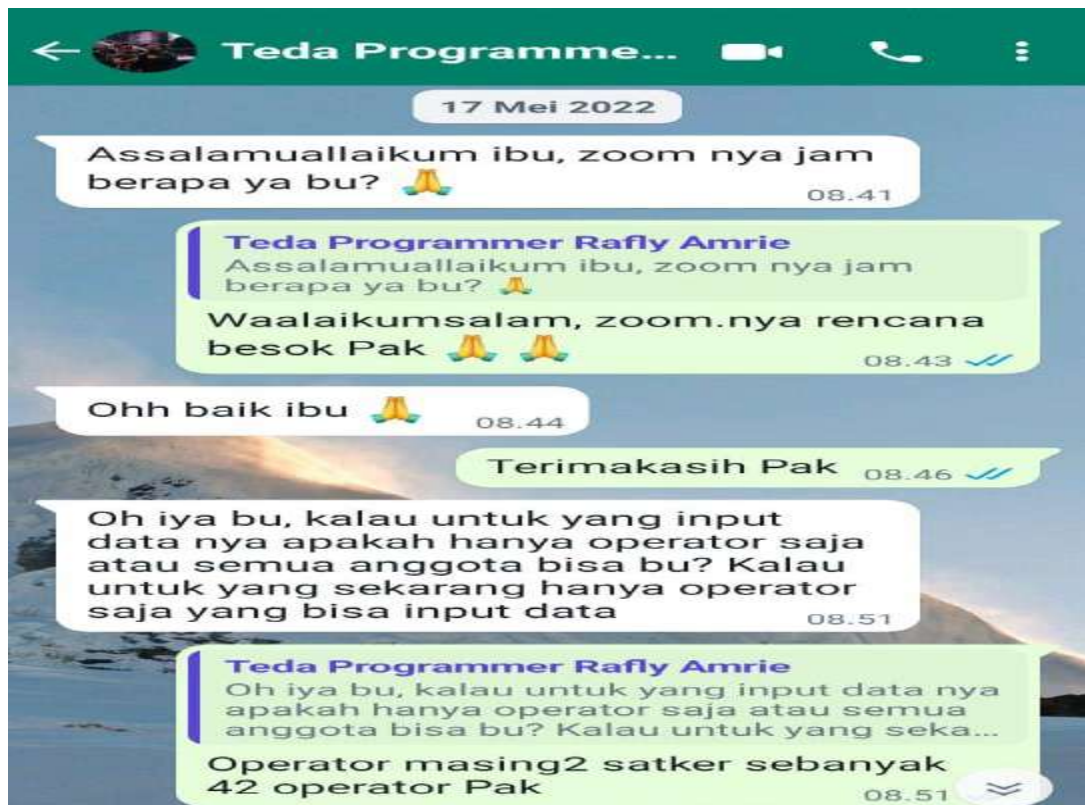 Teda Programme...
17 Mei 2022
Assalamuallaikum ibu, zoom nya jam
berapa ya bu? 🙏
08.41
Teda Programmer Rafly Amrie
Assalamuallaikum ibu, zoom nya jam
berapa ya bu? 🙏
Waalaikumsalam, zoom.nya rencana
besok Pak 🙏 🙏
08.43
Ohh baik ibu 🙏 08.44
Terimakasih Pak 08.46
Oh iya bu, kalau untuk yang input
data nya apakah hanya operator saja
atau semua anggota bisa bu? Kalau
untuk yang sekarang hanya operator
saja yang bisa input data
08.51
Teda Programmer Rafly Amrie
Oh iya bu, kalau untuk yang input data nya
apakah hanya operator saja atau semua
anggota bisa bu? Kalau untuk yang seka...
Operator masing2 satker sebanyak
42 operator Pak
08.51